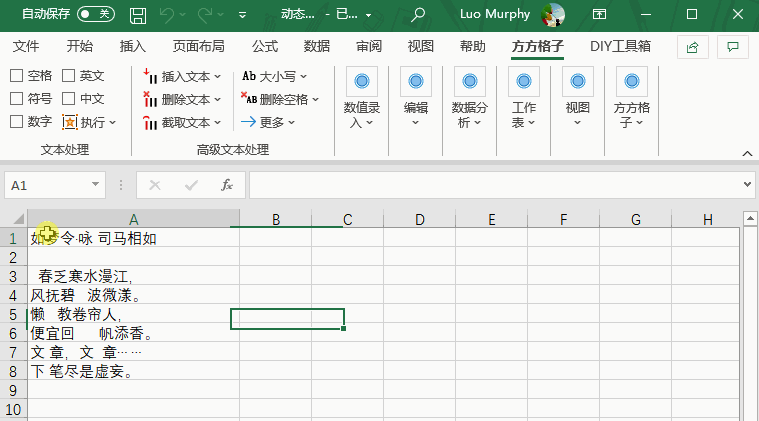 自动保存 关 动态... - 已... Luo Murphy
文件 开始 插入 页面布局 公式 数据 审阅 视图 帮助 方方格子 DIY工具箱
空格 英文 插入文本 Ab 大小写
符号 中文 删除文本 AB 删除空格
数字 执行 截取文本 更多
数值录入 编辑 数据分析 工作表 视图 方方格子
文本处理 高级文本处理
A1 fx
A B C D E F G H
1 如梦令·咏 司马相如
2
3 春乏寒水漫江，
4 风抚碧 波微漾。
5 懒 教卷帘人，
6 便宜回 帆添香。
7 文 章，文 章… …
8 下 笔尽是虚妄。
9
10